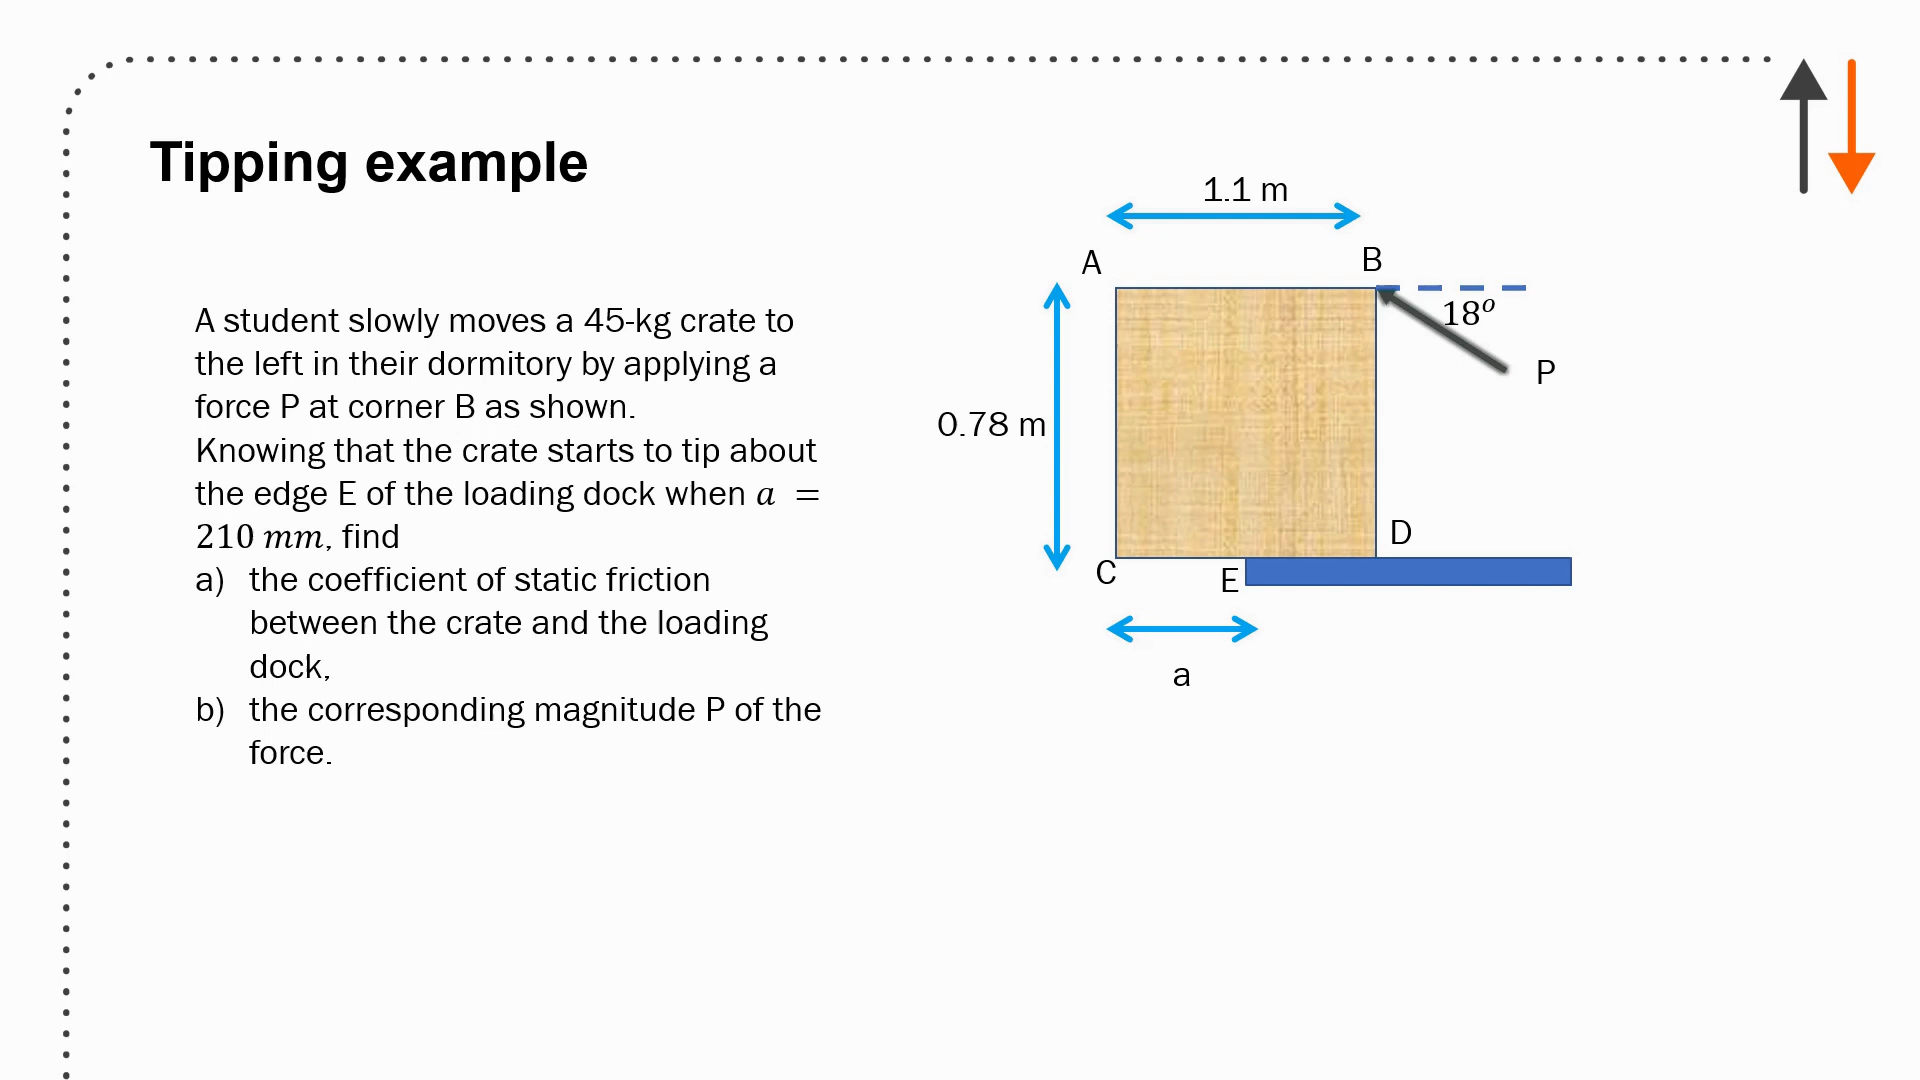 Tipping example
A student slowly moves a 45-kg crate to
the left in their dormitory by applying a
force P at corner B as shown.
Knowing that the crate starts to tip about
the edge E of the loading dock when a =
210 mm, find
a) the coefficient of static friction
between the crate and the loading
dock,
b) the corresponding magnitude P of the
force.
1.1 m
A
B
18º
P
0.78 m
D
C
E
a